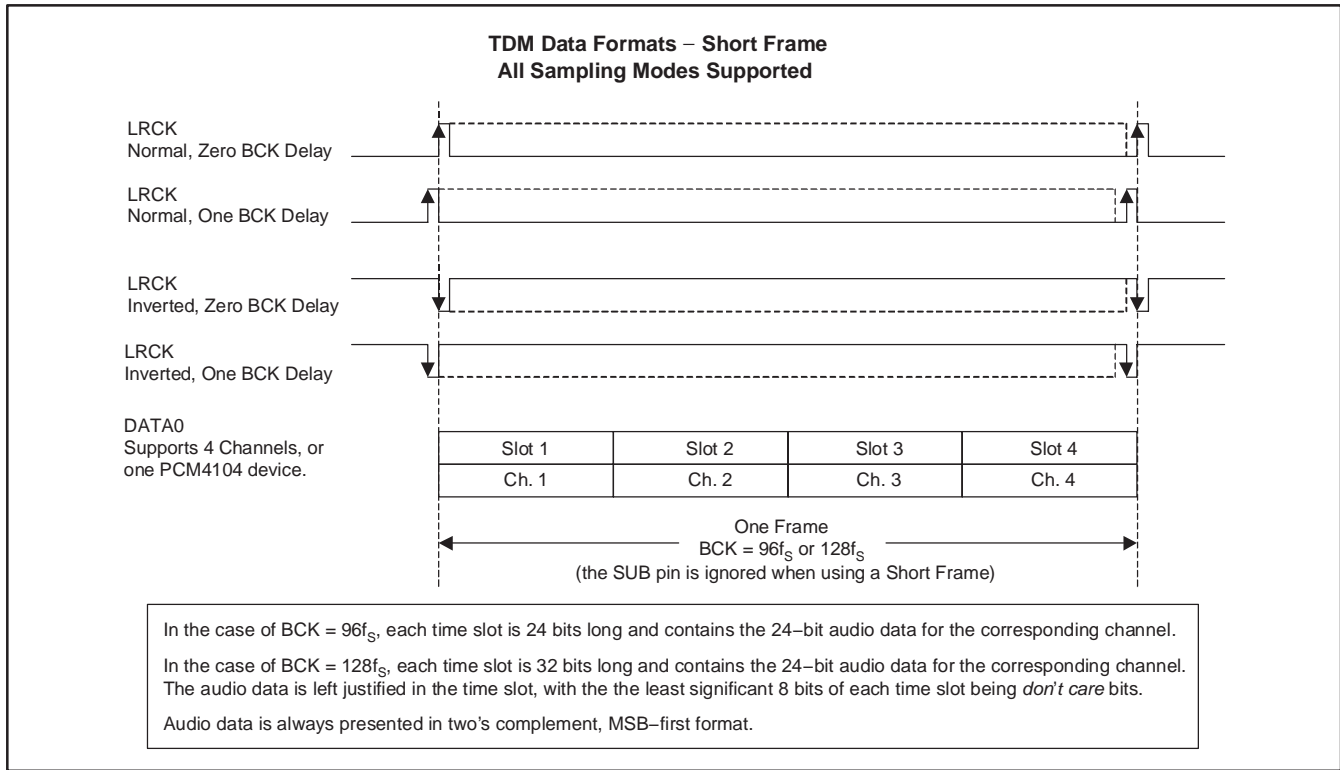 TDM Data Formats − Short Frame
All Sampling Modes Supported
LRCK
Normal, Zero BCK Delay
LRCK
Normal, One BCK Delay
LRCK
Inverted, Zero BCK Delay
LRCK
Inverted, One BCK Delay
DATA0
Supports 4 Channels, or
one PCM4104 device.
Slot 1 Slot 2 Slot 3 Slot 4
Ch. 1 Ch. 2 Ch. 3 Ch. 4
One Frame
BCK = 96fS or 128fS
(the SUB pin is ignored when using a Short Frame)
In the case of BCK = 96fS, each time slot is 24 bits long and contains the 24−bit audio data for the corresponding channel.
In the case of BCK = 128fS, each time slot is 32 bits long and contains the 24−bit audio data for the corresponding channel.
The audio data is left justified in the time slot, with the the least significant 8 bits of each time slot being don't care bits.
Audio data is always presented in two's complement, MSB−first format.